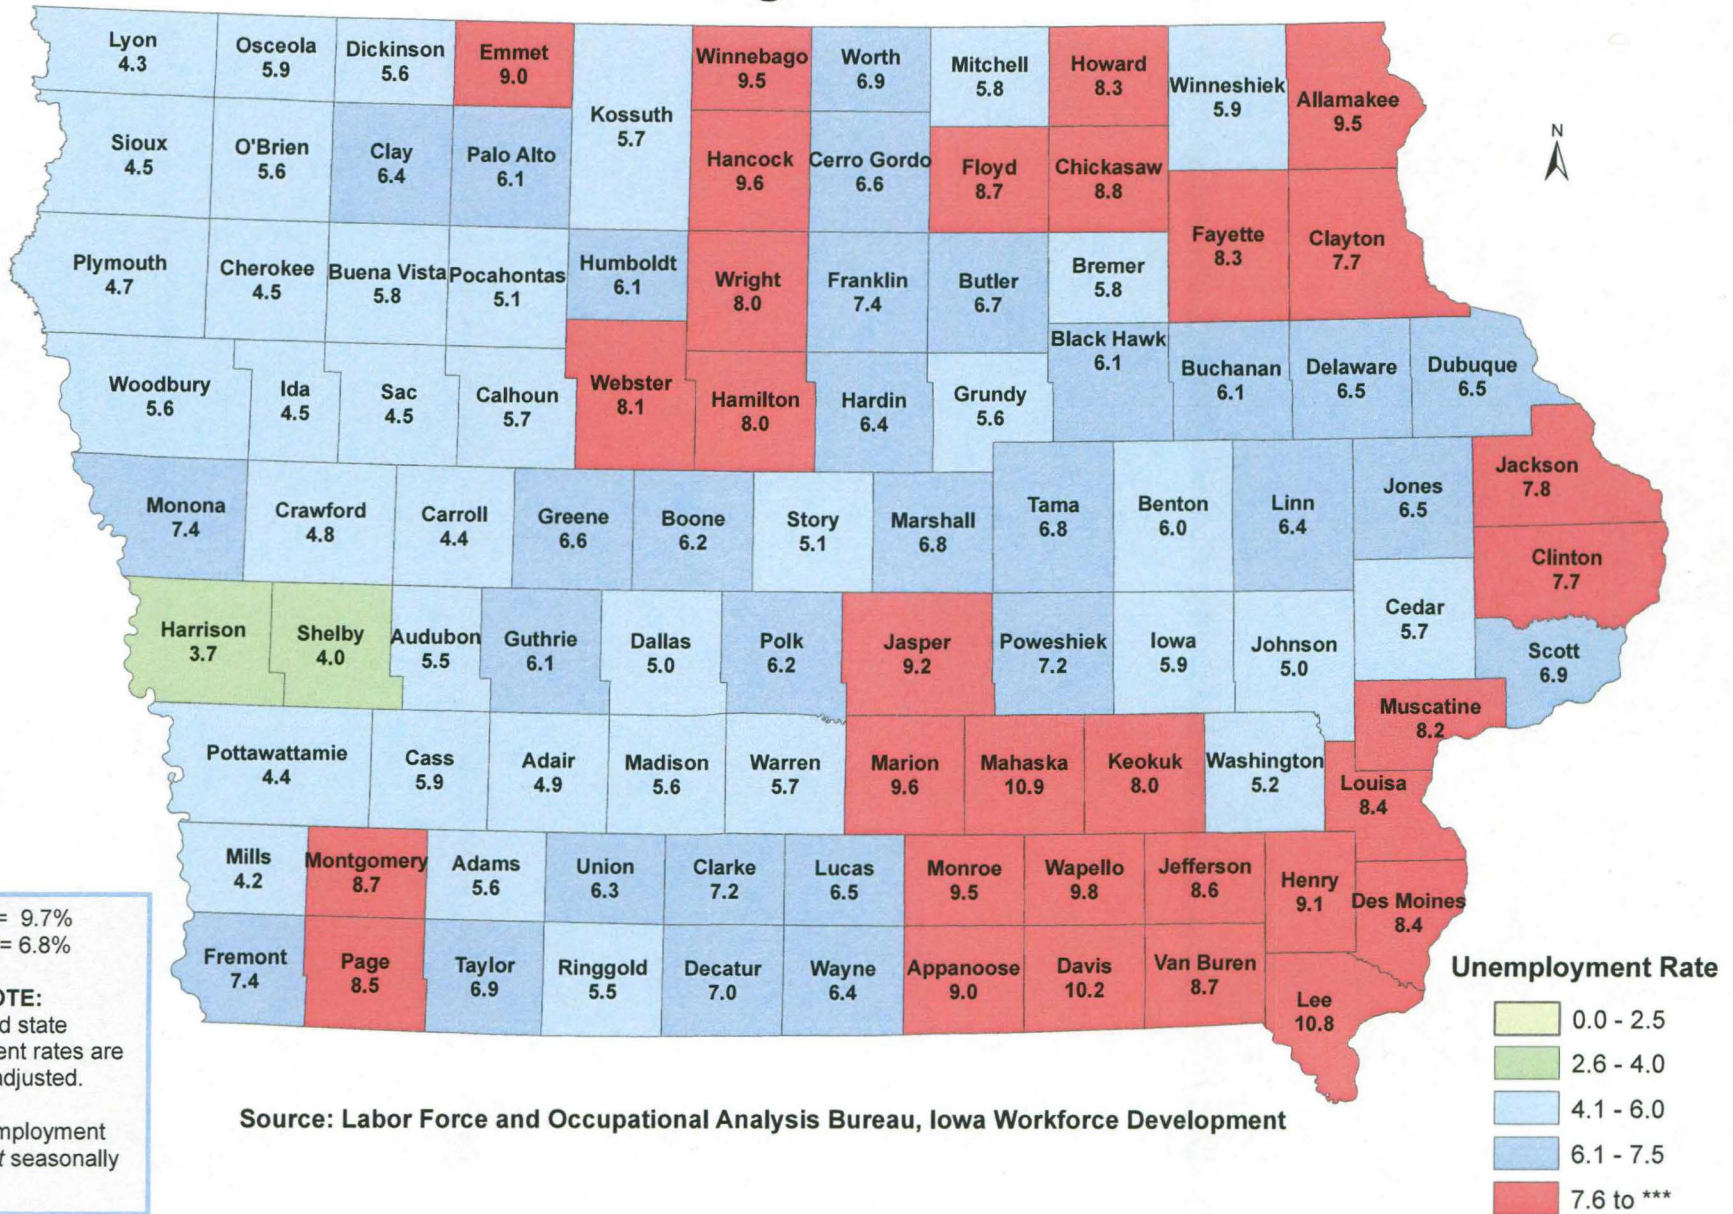 Lyon
4.3
Osceola
5.9
Dickinson
5.6
Emmet
9.0
Kossuth
5.7
Winnebago
9.5
Worth
6.9
Mitchell
5.8
Howard
8.3
Winneshiek
5.9
Allamakee
9.5
N
Sioux
4.5
O'Brien
5.6
Clay
6.4
Palo Alto
6.1
Hancock
9.6
Cerro Gordo
6.6
Floyd
8.7
Chickasaw
8.8
Fayette
8.3
Clayton
7.7
Plymouth
4.7
Cherokee
4.5
Buena Vista
5.8
Pocahontas
5.1
Humboldt
6.1
Wright
8.0
Franklin
7.4
Butler
6.7
Bremer
5.8
Black Hawk
6.1
Buchanan
6.1
Delaware
6.5
Dubuque
6.5
Woodbury
5.6
Ida
4.5
Sac
4.5
Calhoun
5.7
Webster
8.1
Hamilton
8.0
Hardin
6.4
Grundy
5.6
Monona
7.4
Crawford
4.8
Carroll
4.4
Greene
6.6
Boone
6.2
Story
5.1
Marshall
6.8
Tama
6.8
Benton
6.0
Linn
6.4
Jones
6.5
Jackson
7.8
Clinton
7.7
Harrison
3.7
Shelby
4.0
Audubon
5.5
Guthrie
6.1
Dallas
5.0
Polk
6.2
Jasper
9.2
Poweshiek
7.2
Iowa
5.9
Johnson
5.0
Cedar
5.7
Scott
6.9
Muscatine
8.2
Pottawattamie
4.4
Cass
5.9
Adair
4.9
Madison
5.6
Warren
5.7
Marion
9.6
Mahaska
10.9
Keokuk
8.0
Washington
5.2
Louisa
8.4
Mills
4.2
Montgomery
8.7
Adams
5.6
Union
6.3
Clarke
7.2
Lucas
6.5
Monroe
9.5
Wapello
9.8
Jefferson
8.6
Henry
9.1
Des Moines
8.4
Fremont
7.4
Page
8.5
Taylor
6.9
Ringgold
5.5
Decatur
7.0
Wayne
6.4
Appanoose
9.0
Davis
10.2
Van Buren
8.7
Lee
10.8
= 9.7%
= 6.8%
OTE:
d state
ent rates are
adjusted.
mployment
t seasonally
Source: Labor Force and Occupational Analysis Bureau, Iowa Workforce Development
Unemployment Rate
0.0 - 2.5
2.6 - 4.0
4.1 - 6.0
6.1 - 7.5
7.6 to ***